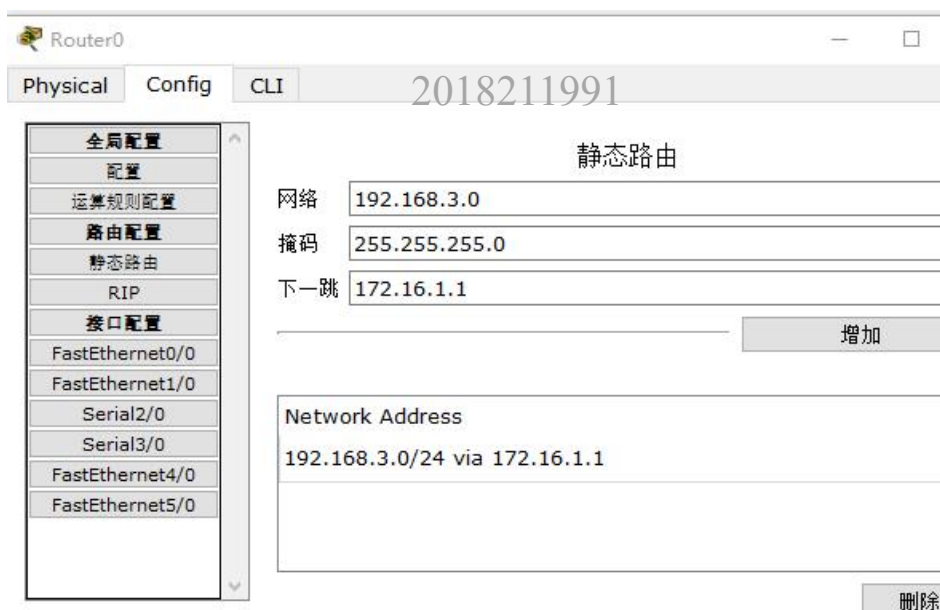 Router0
Physical Config CLI
2018211991
全局配置
配置
运算规则配置
路由配置
静态路由
RIP
接口配置
FastEthernet0/0
FastEthernet1/0
Serial2/0
Serial3/0
FastEthernet4/0
FastEthernet5/0
静态路由
网络 192.168.3.0
掩码 255.255.255.0
下一跳 172.16.1.1
增加
Network Address
192.168.3.0/24 via 172.16.1.1
删除